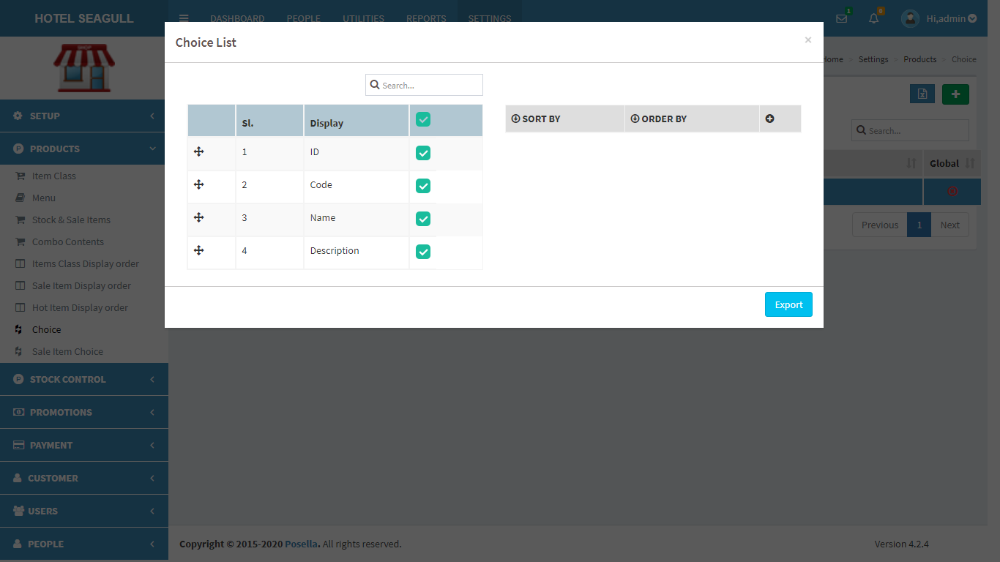 HOTEL SEAGULL
DASHBOARD PEOPLE UTILITIES REPORTS SETTINGS
1 0 Hi,admin
SHOP
Choice List ×
Home > Settings > Products > Choice
Search...
Search...
Sl. Display
SORT BY ORDER BY
Global
1 ID
2 Code
3 Name
4 Description
Previous 1 Next
Export
SETUP
PRODUCTS
Item Class
Menu
Stock & Sale Items
Combo Contents
Items Class Display order
Sale Item Display order
Hot Item Display order
Choice
Sale Item Choice
STOCK CONTROL
PROMOTIONS
PAYMENT
CUSTOMER
USERS
PEOPLE
Copyright © 2015-2020 Posella. All rights reserved. Version 4.2.4